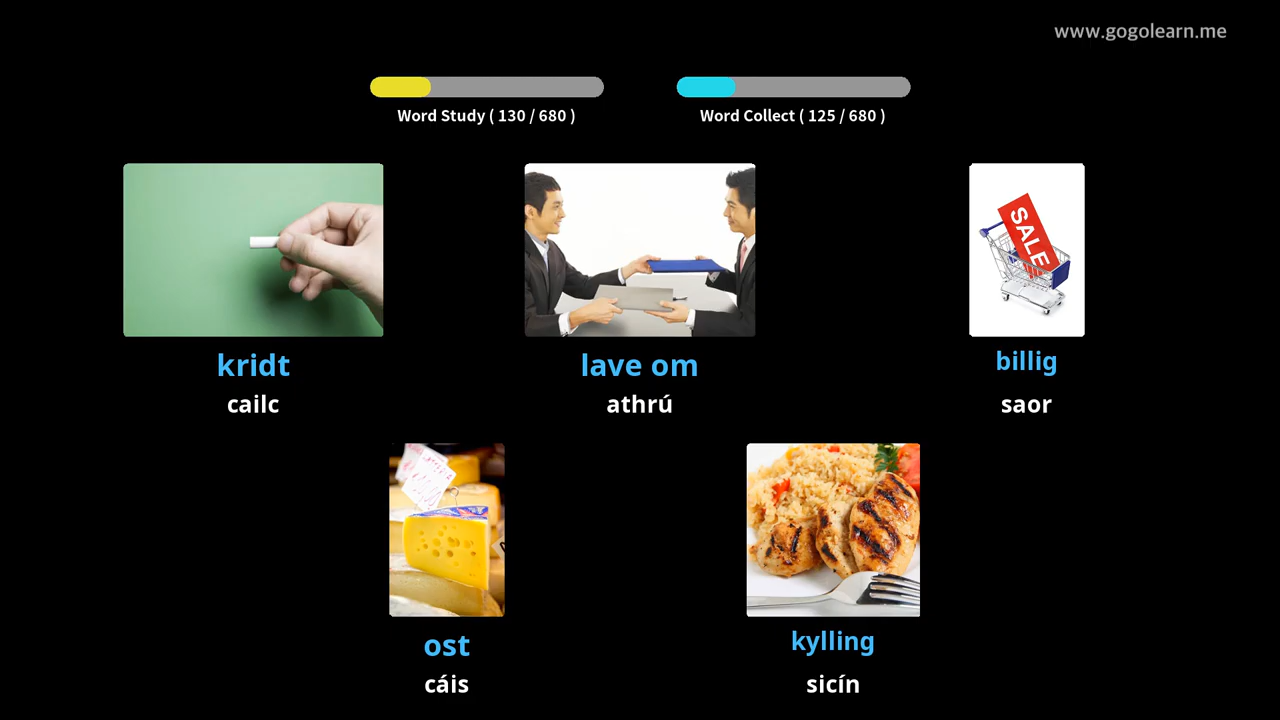 www.gogolearn.me
Word Study ( 130 / 680 )
Word Collect ( 125 / 680 )
SALE
kridt
lave om
billig
cailc
athrú
saor
ost
kylling
cáis
sicín